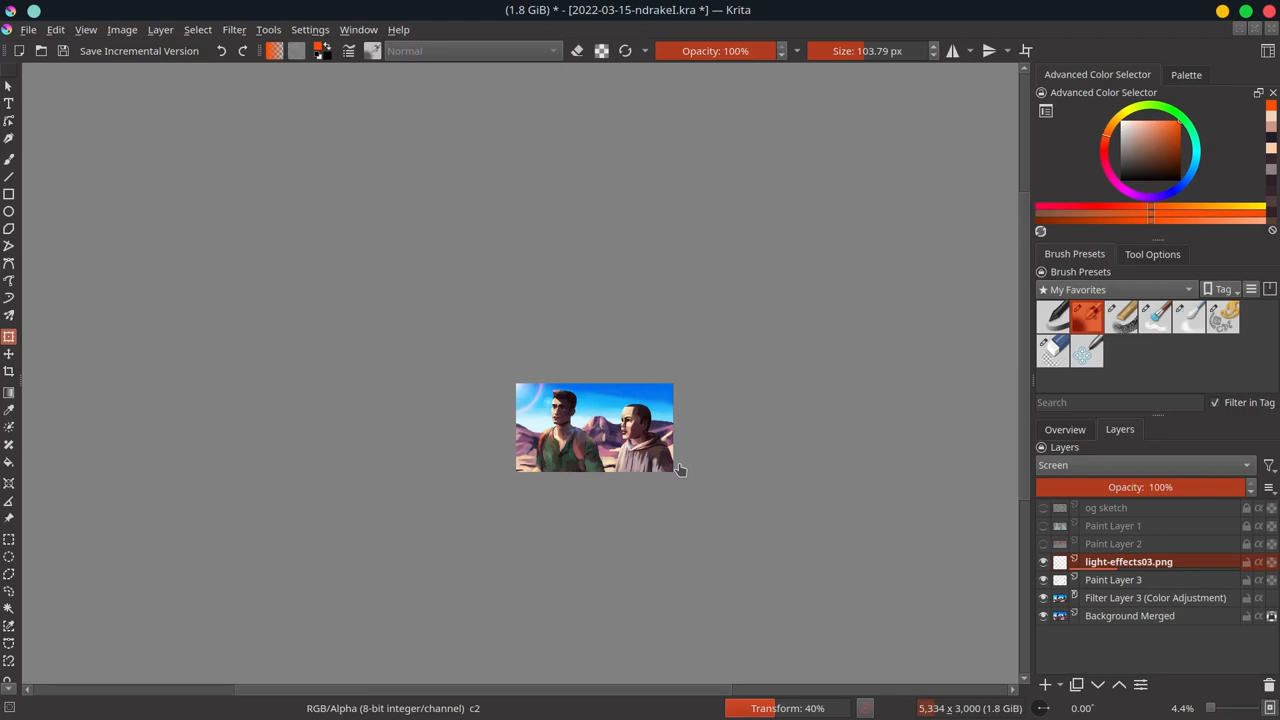 (1.8 GiB) * - [2022-03-15-ndrakeI.kra *] — Krita
File Edit View Image Layer Select Filter Tools Settings Window Help
Save Incremental Version
Normal
Opacity: 100%
Size: 103.79 px
Advanced Color Selector
Palette
Advanced Color Selector
Brush Presets
Tool Options
Brush Presets
★ My Favorites
Tag
Search
Filter in Tag
Overview
Layers
Layers
Screen
Opacity: 100%
og sketch
Paint Layer 1
Paint Layer 2
light-effects03.png
Paint Layer 3
Filter Layer 3 (Color Adjustment)
Background Merged
RGB/Alpha (8-bit integer/channel) c2
Transform: 40%
5,334 x 3,000 (1.8 GiB)
0.00°
4.4%